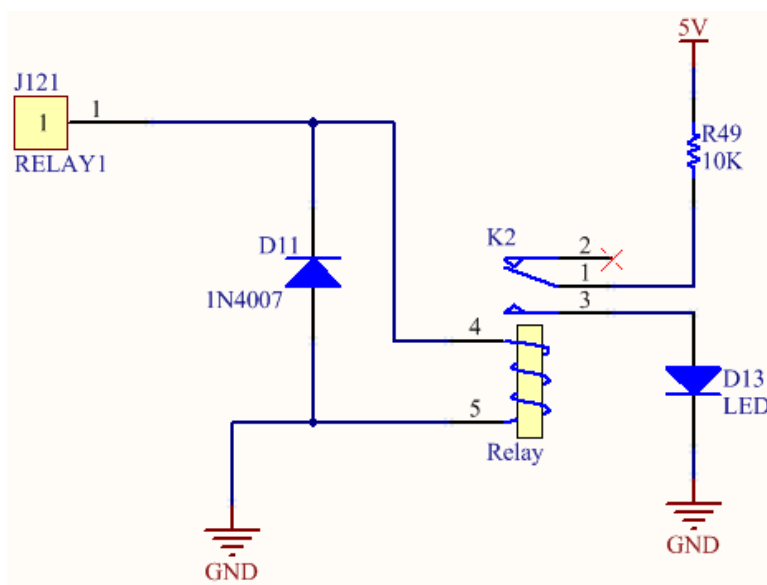 5V
J121
1
1
RELAY1
R49
10K
D11
1N4007
K2
2
1
3
4
5
Relay
D13
LED
GND
GND